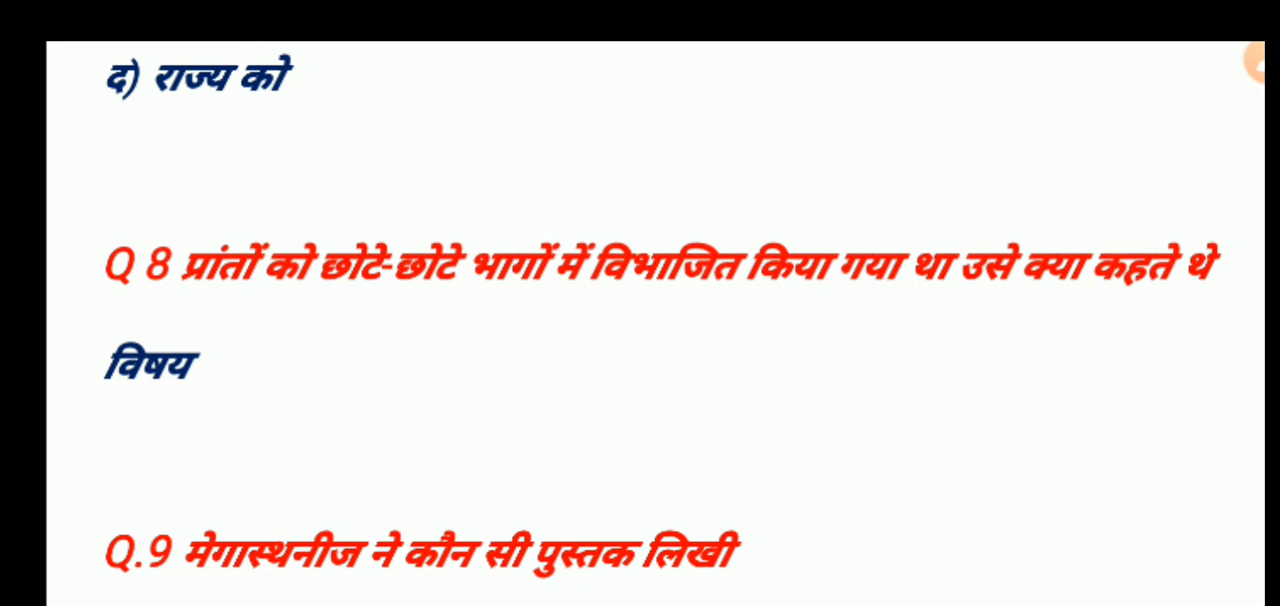 द) राज्य को
Q 8 प्रांतों को छोटे-छोटे भागों में विभाजित किया गया था उसे क्या कहते थे
विषय
Q.9 मेगास्थनीज ने कौन सी पुस्तक लिखी